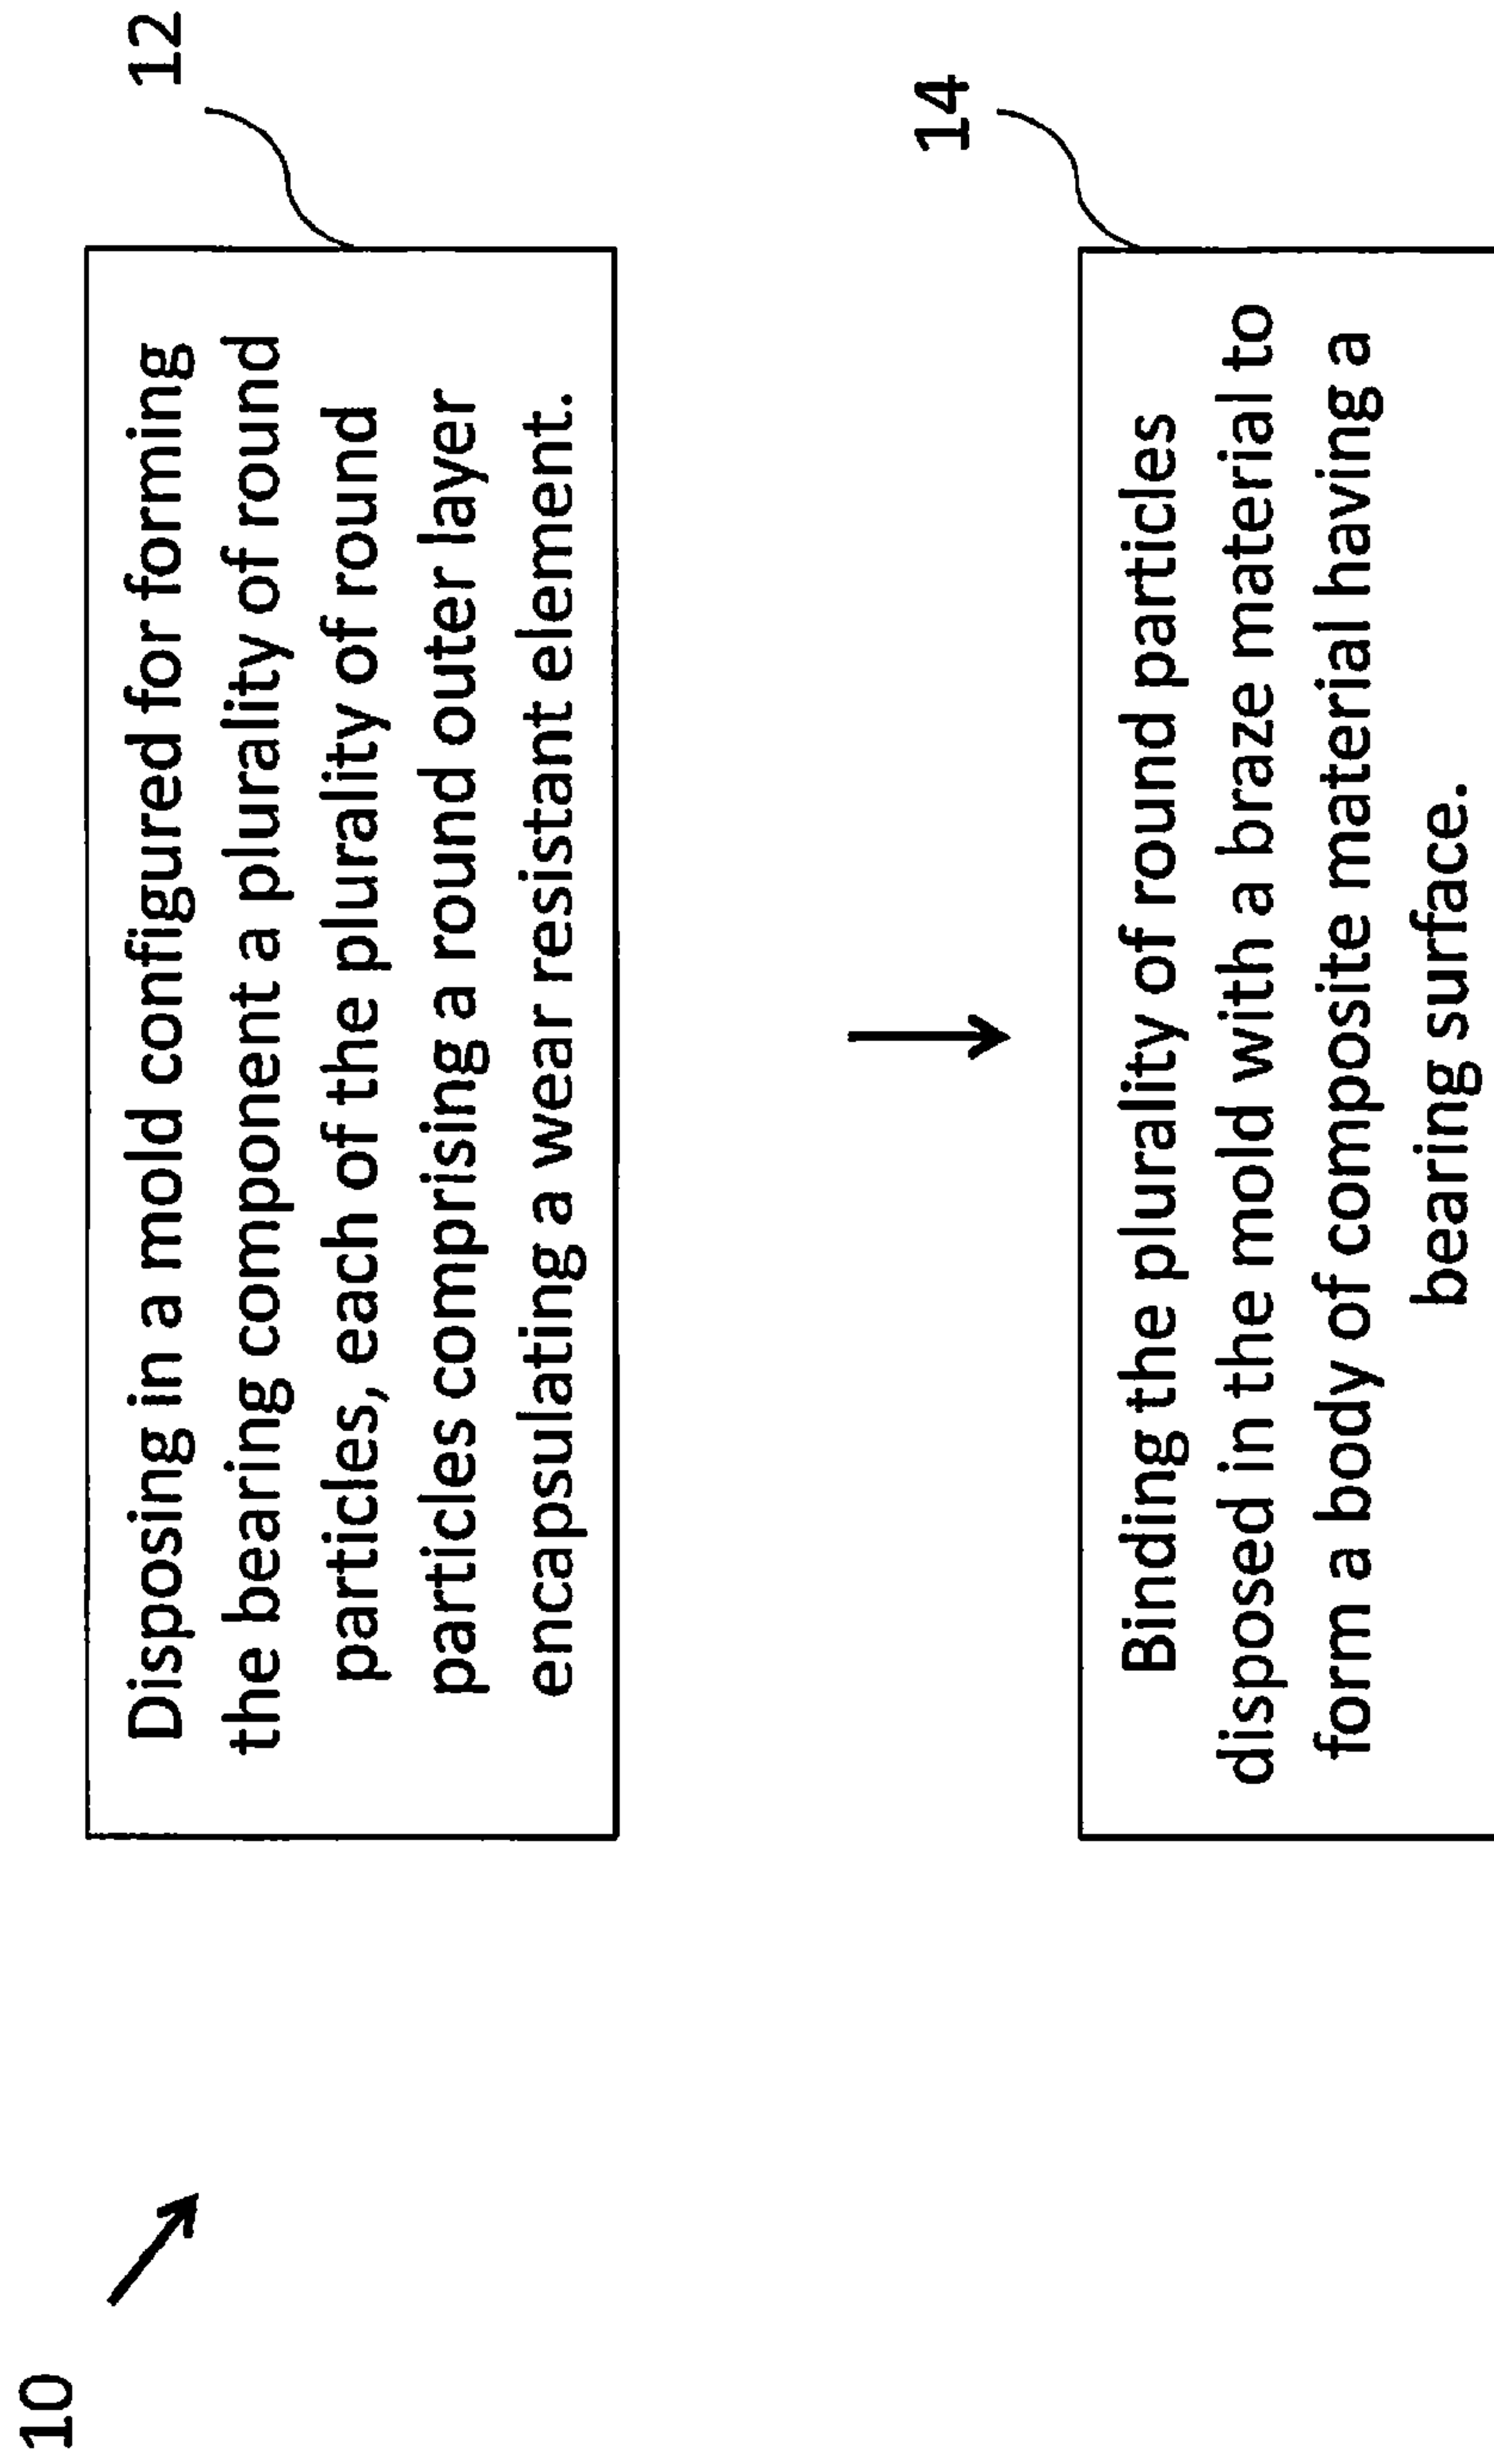 10
12
Disposing in a mold configured for forming
the bearing component a plurality of round
particles, each of the plurality of round
particles comprising a round outer layer
encapsulating a wear resistant element.
14
Binding the plurality of round particles
disposed in the mold with a braze material to
form a body of composite material having a
bearing surface.